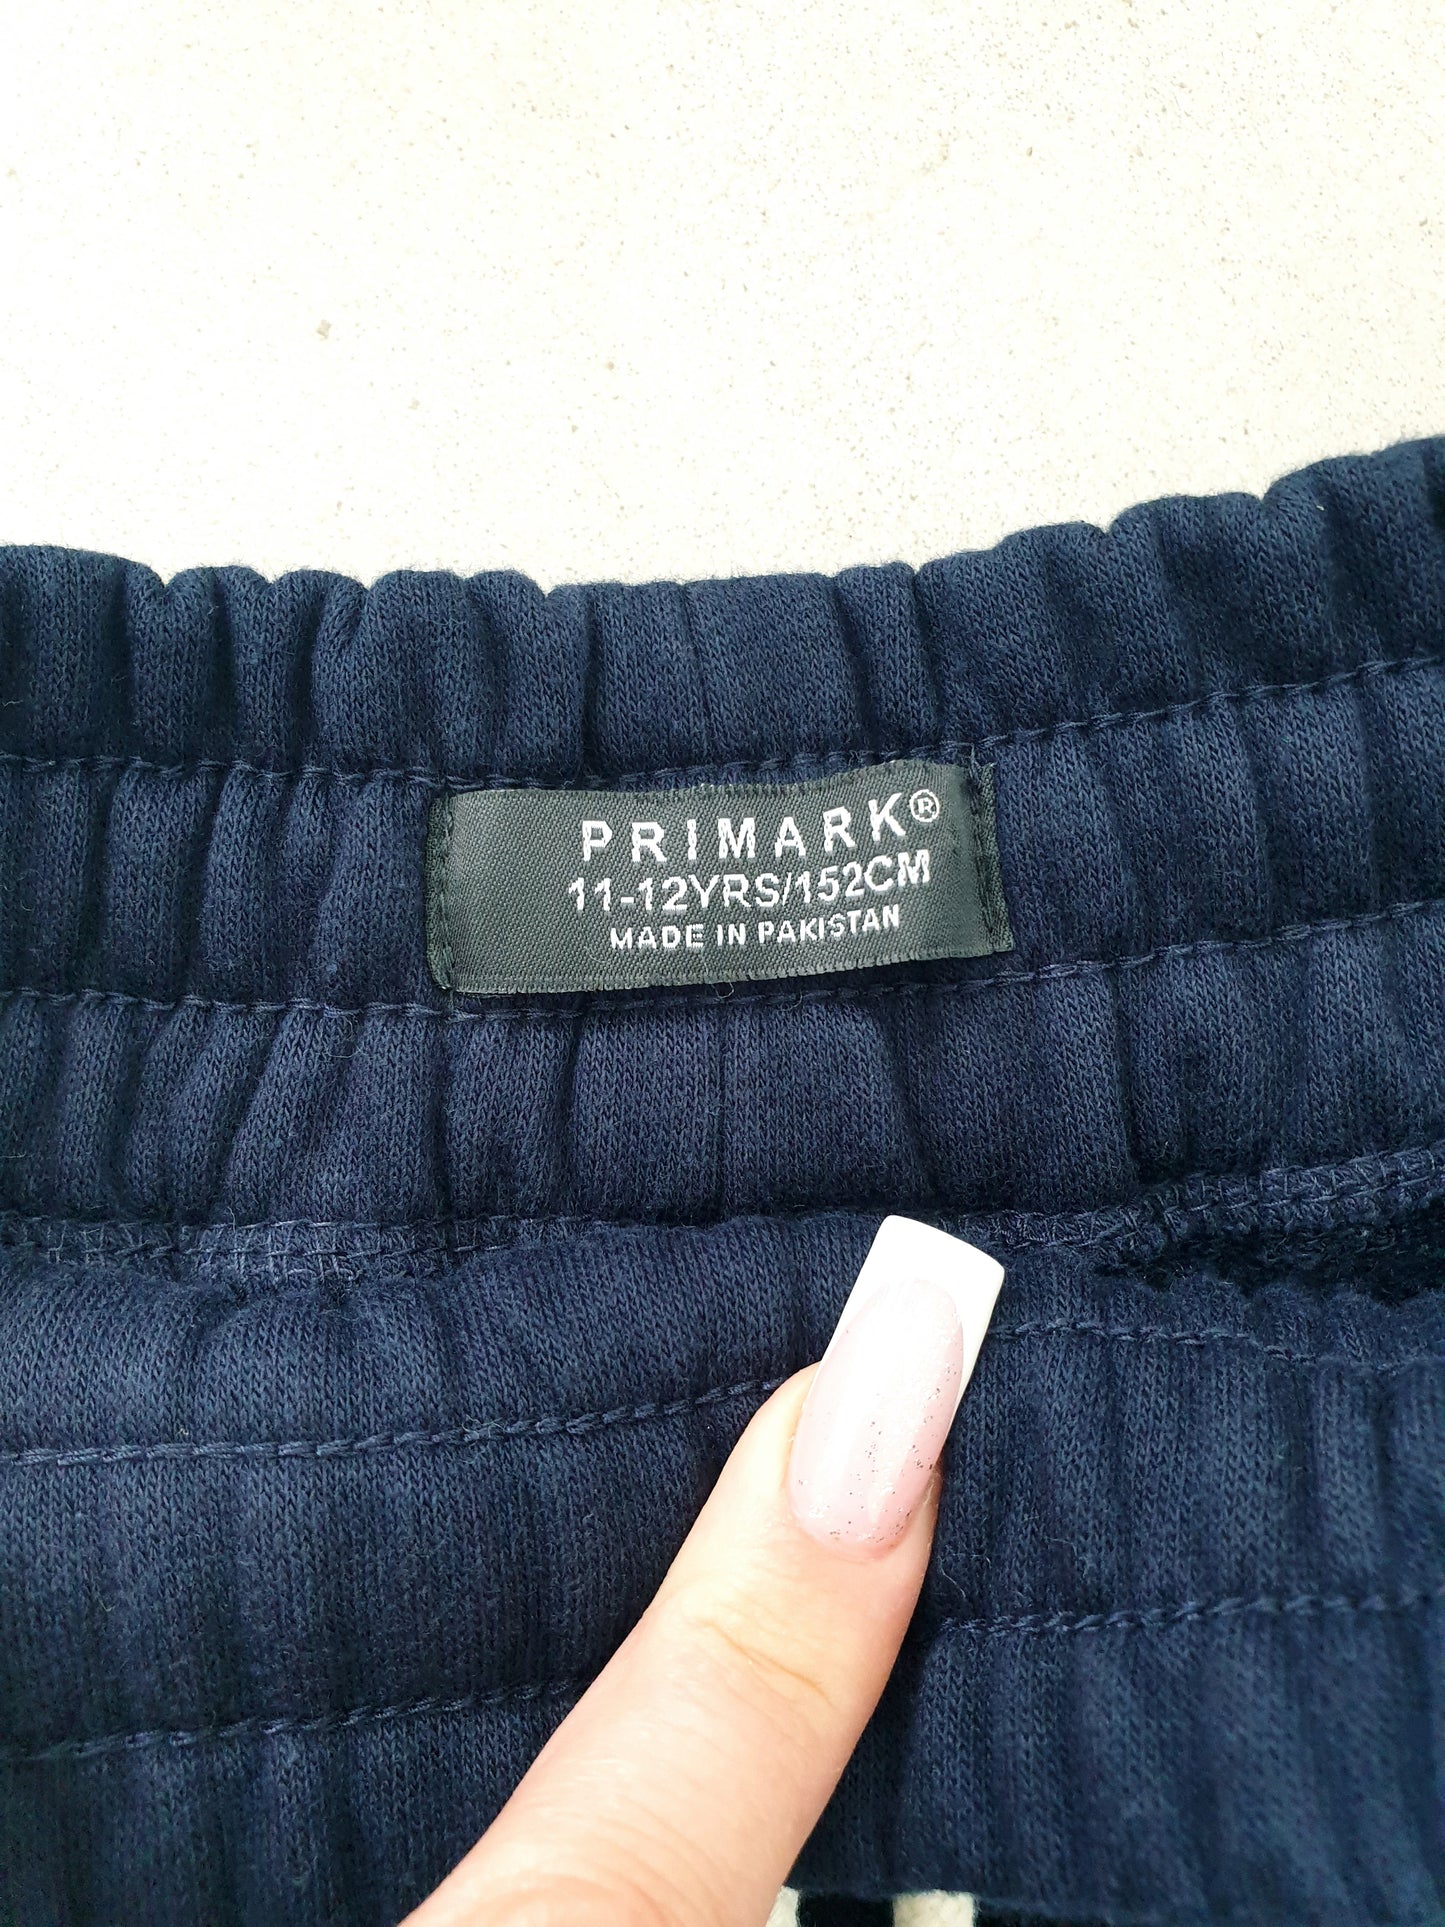 PRIMARK®
11-12YRS/152CM
MADE IN PAKISTAN